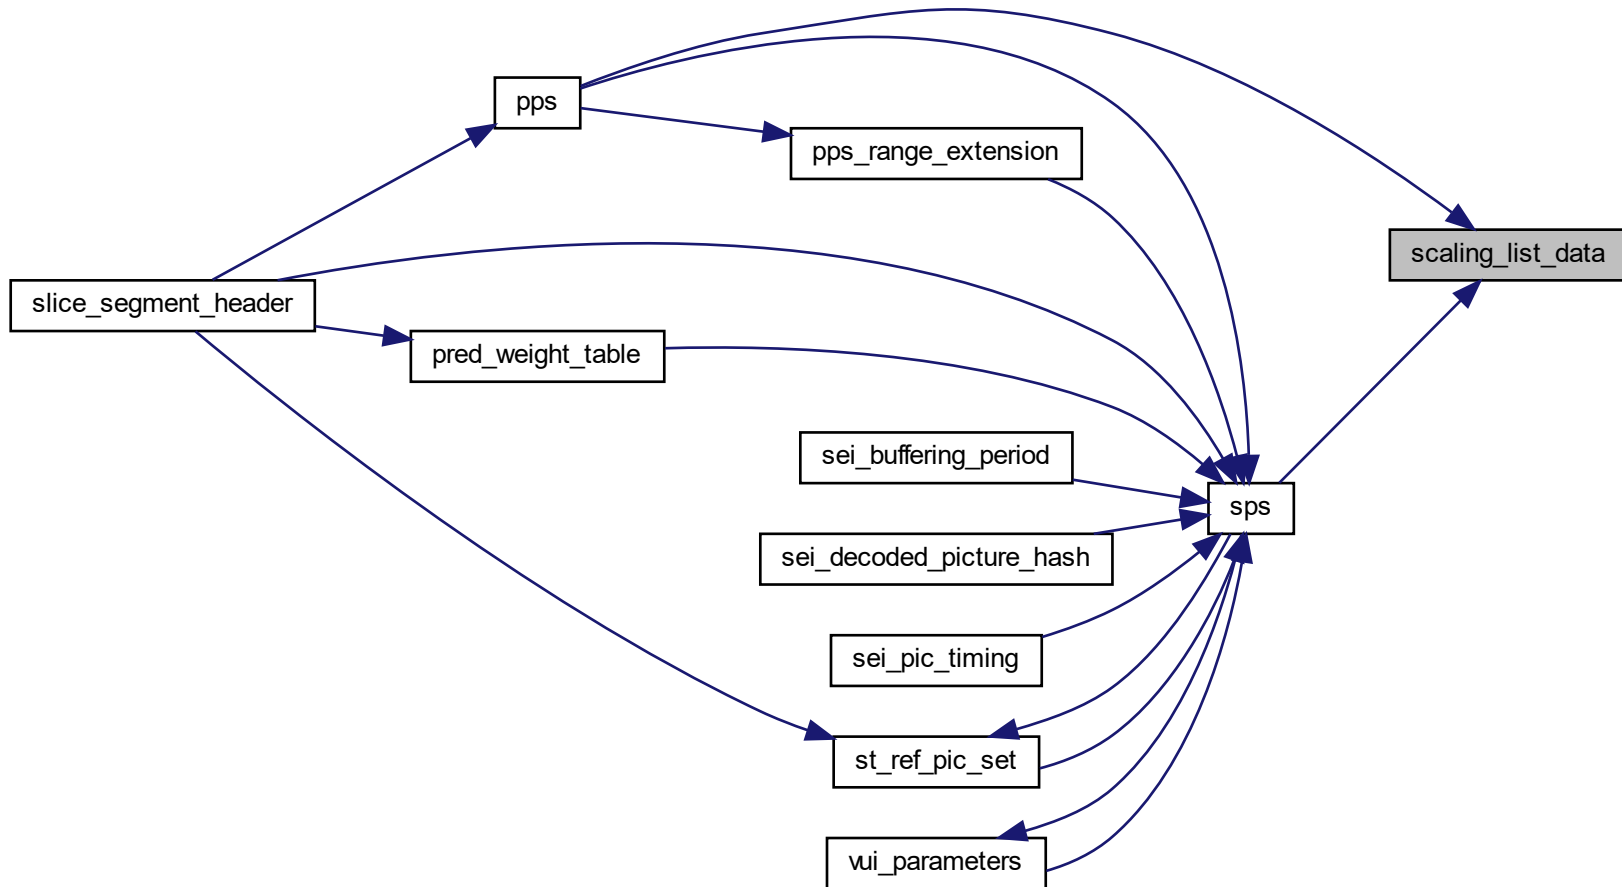 pps
pps_range_extension
scaling_list_data
slice_segment_header
pred_weight_table
sei_buffering_period
sps
sei_decoded_picture_hash
sei_pic_timing
st_ref_pic_set
vui_parameters